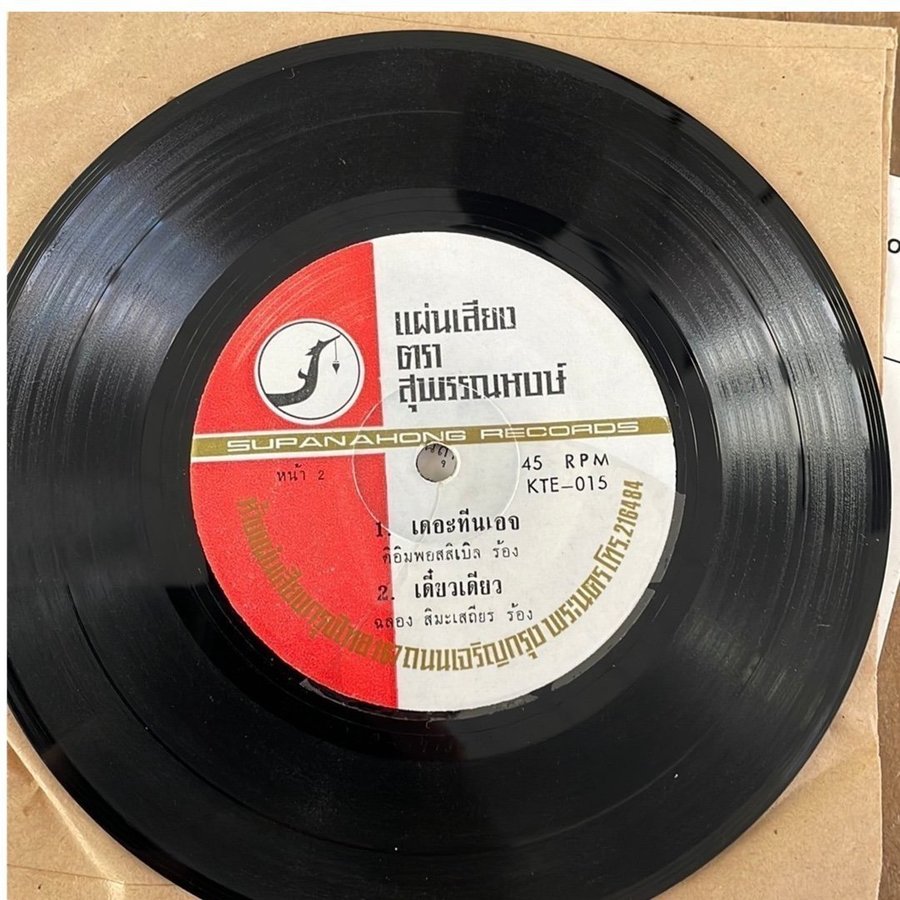 แผ่นเสียง
ตรา
สุพรรณหงษ์
SUPANAHONG RECORDS
หน้า 2
45 RPM
KTE-015
1. เดอะทีนเอจ
ดิอิมพอสสิเบิล ร้อง
2. เดี๋ยวเดียว
ฉลอง สิมะเสถียร ร้อง
ถนนเจริญกรุง พระนคร โทร.216484